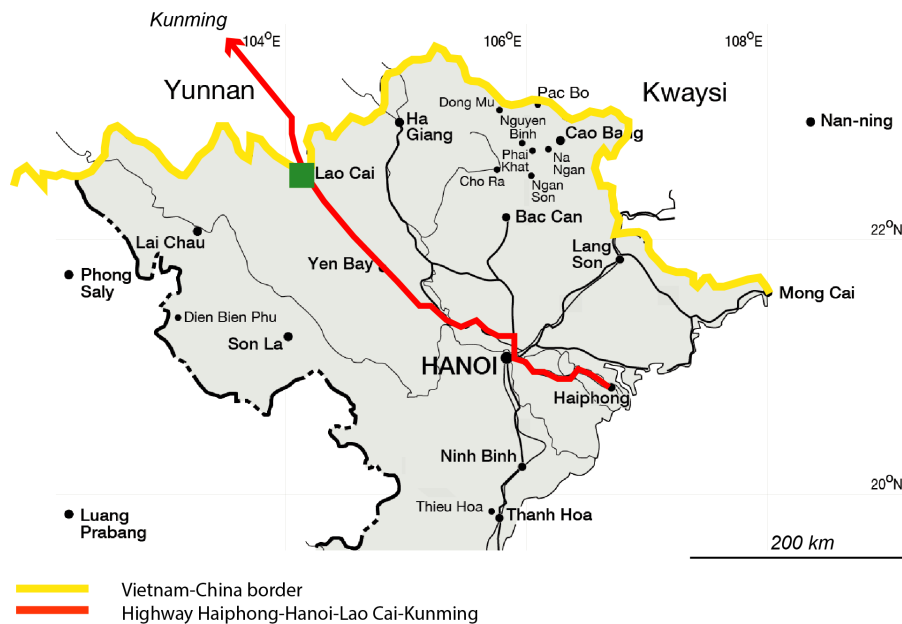 Kunming
104°E
106°E
108°E
Yunnan
Kwaysi
Dong Mu
Pac Bo
Ha
Giang
Nguyen
Binh
Cao Bang
Nan-ning
Phai
Khat
Na
Ngan
Lao Cai
Cho Ra
Ngan
Son
Bac Can
22°N
Lai Chau
Lang
Son
Yen Bay
Phong
Saly
Mong Cai
Dien Bien Phu
Son La
HANOI
Haiphong
Ninh Binh
20°N
Thieu Hoa
Thanh Hoa
Luang
Prabang
200 km
Vietnam-China border
Highway Haiphong-Hanoi-Lao Cai-Kunming